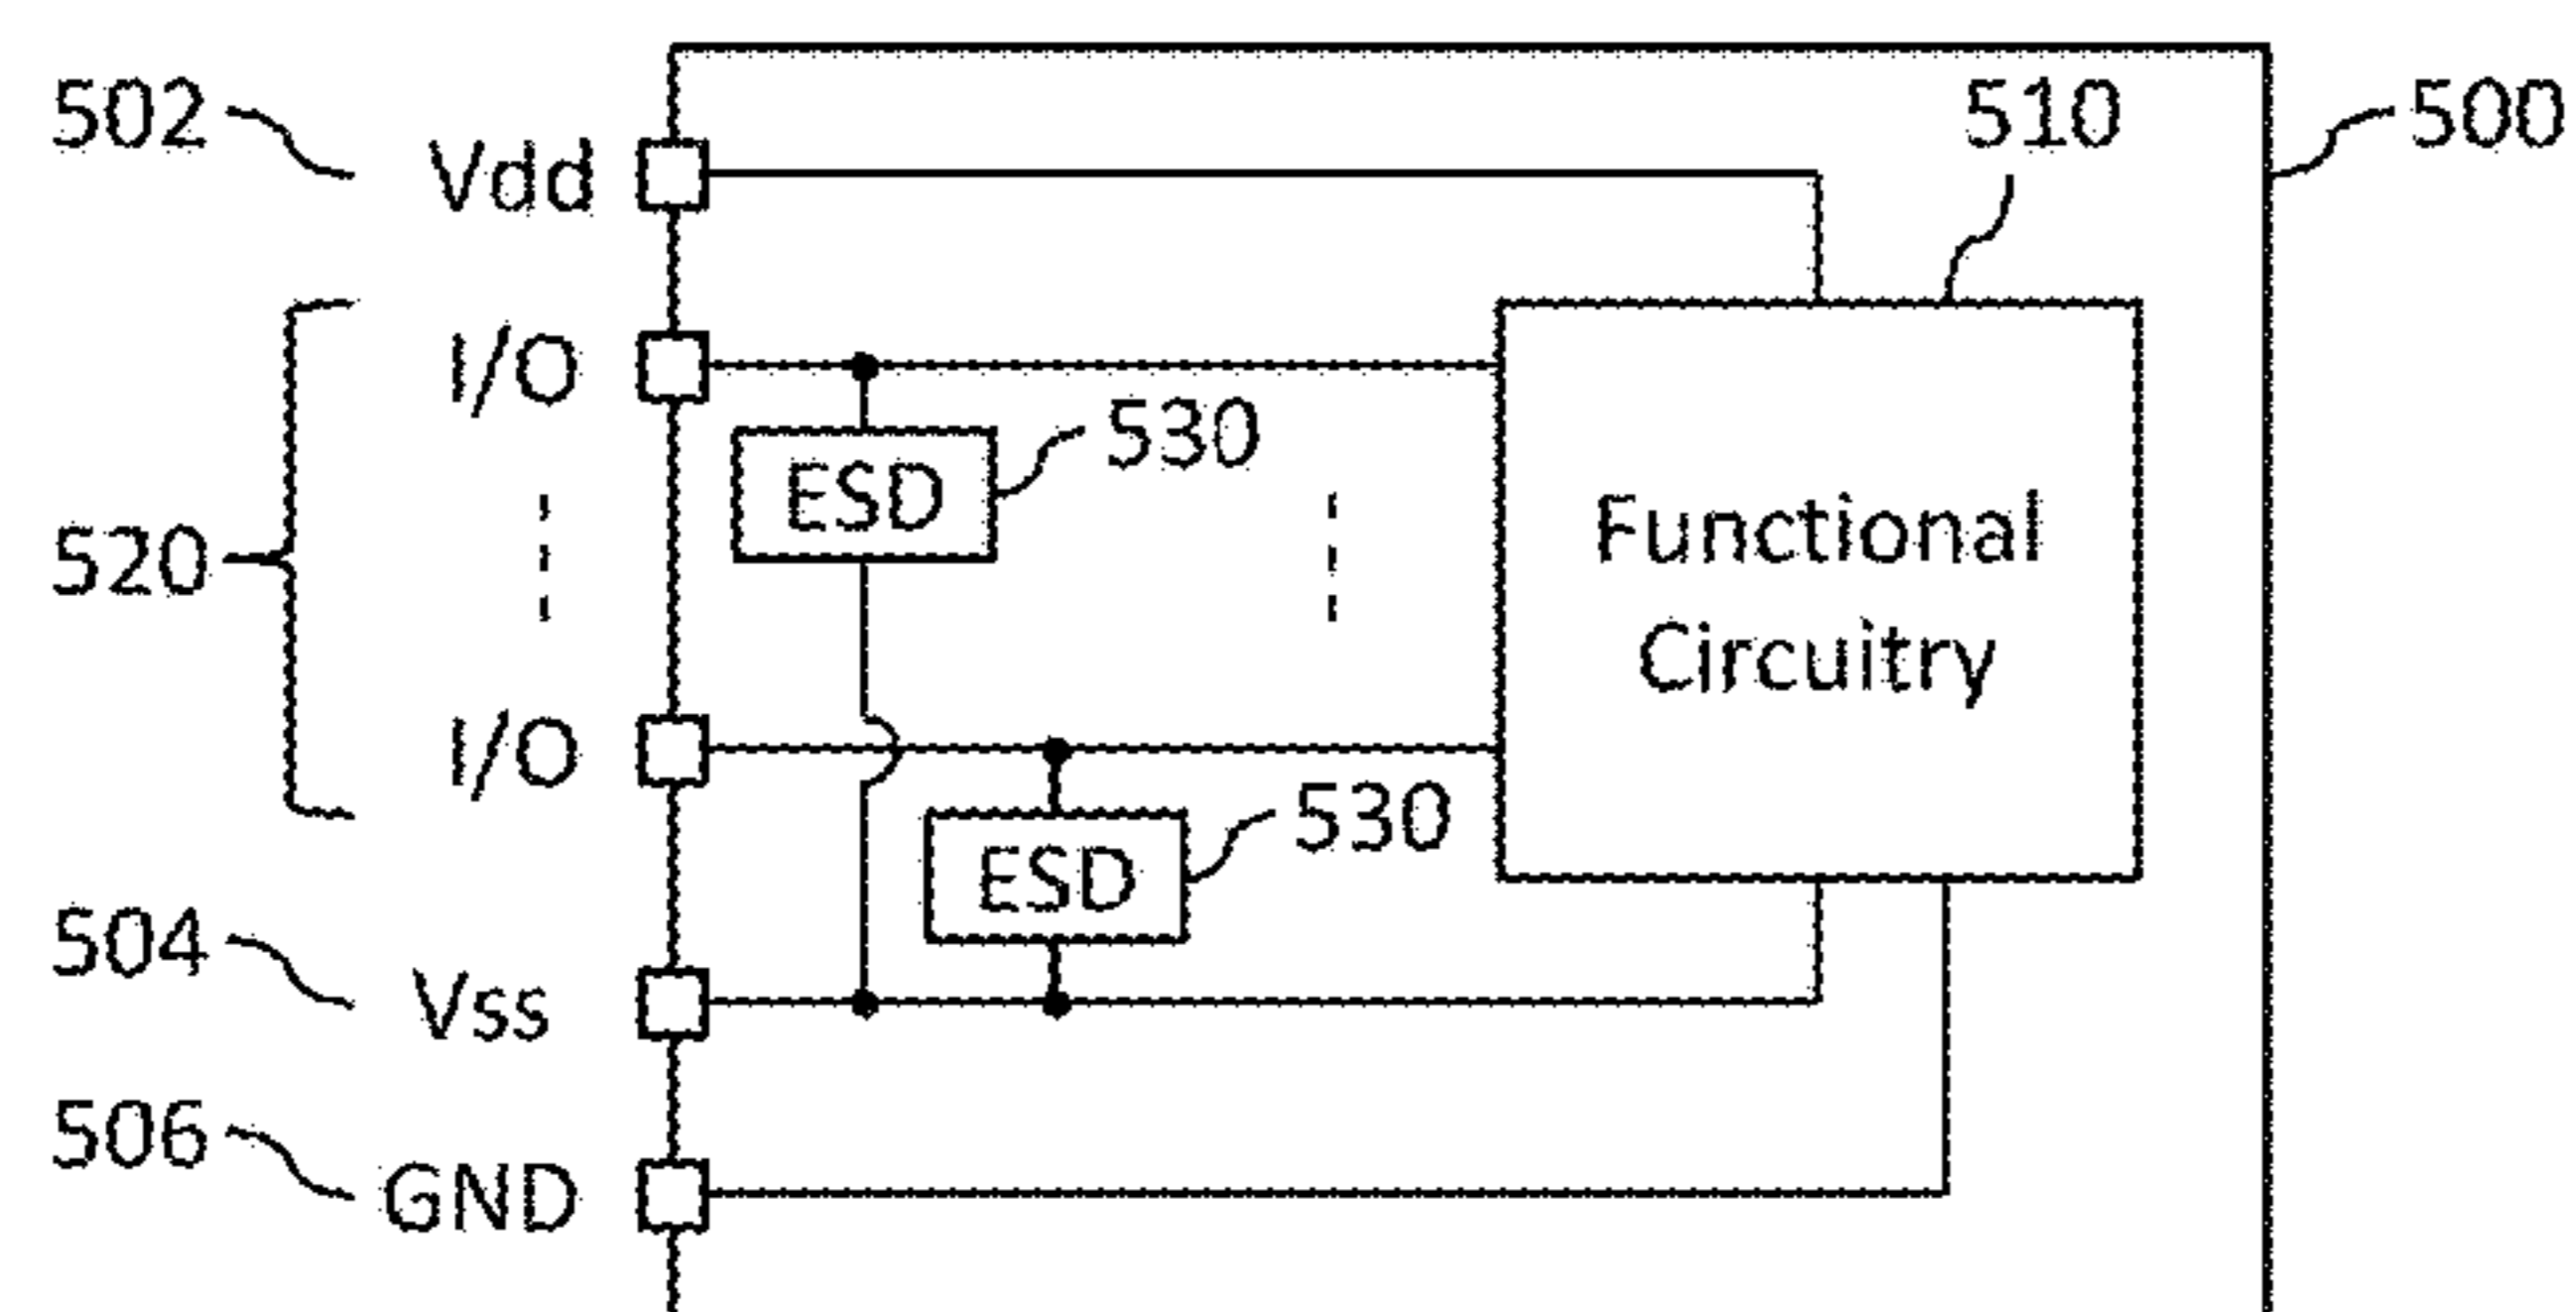 502
Vdd
510
500
I/O
530
ESD
520
Functional
Circuitry
I/O
530
ESD
504
Vss
506
GND